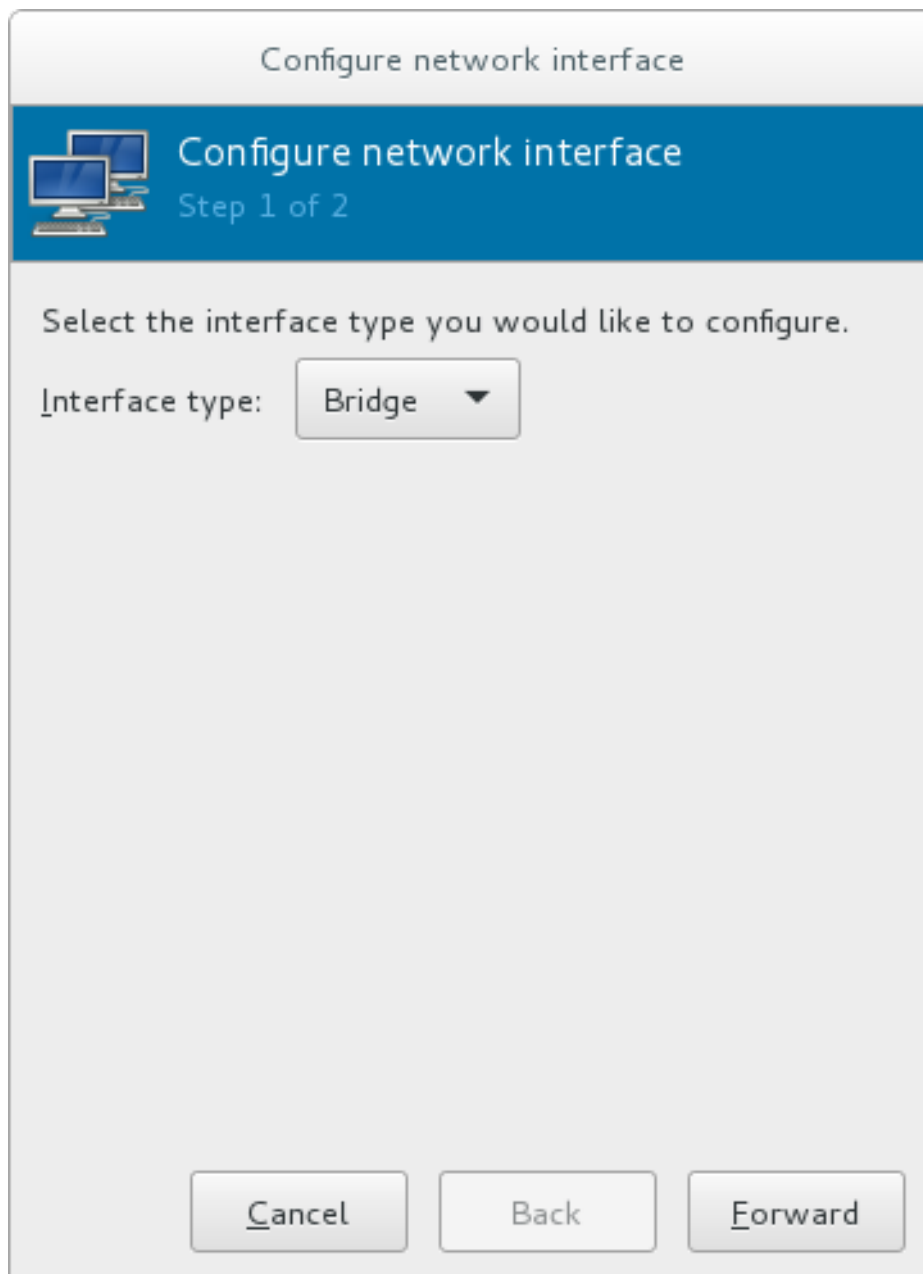 Configure network interface
Configure network interface
Step 1 of 2
Select the interface type you would like to configure.
Interface type: Bridge
Cancel Back Forward